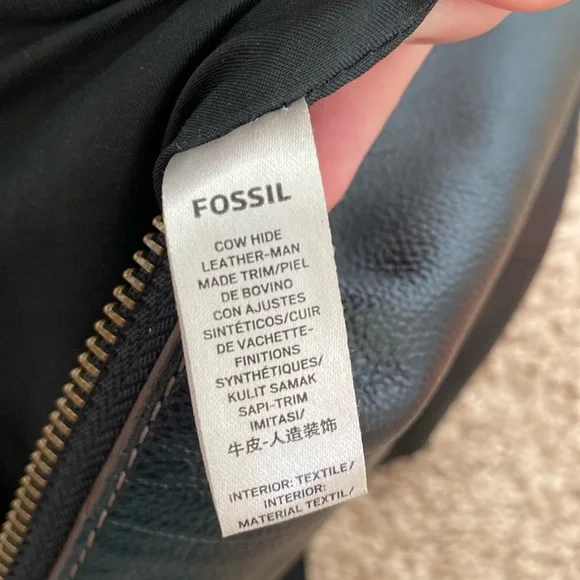 FOSSIL
COW HIDE
LEATHER-MAN
MADE TRIM/PIEL
DE BOVINO
CON AJUSTES
SINTÉTICOS/CUIR
DE VACHETTE-
FINITIONS
SYNTHÉTIQUES/
KULIT SAMAK
SAPI-TRIM
IMITASI/
牛皮-人造装饰
INTERIOR: TEXTILE/
INTERIOR:
MATERIAL TEXTIL/